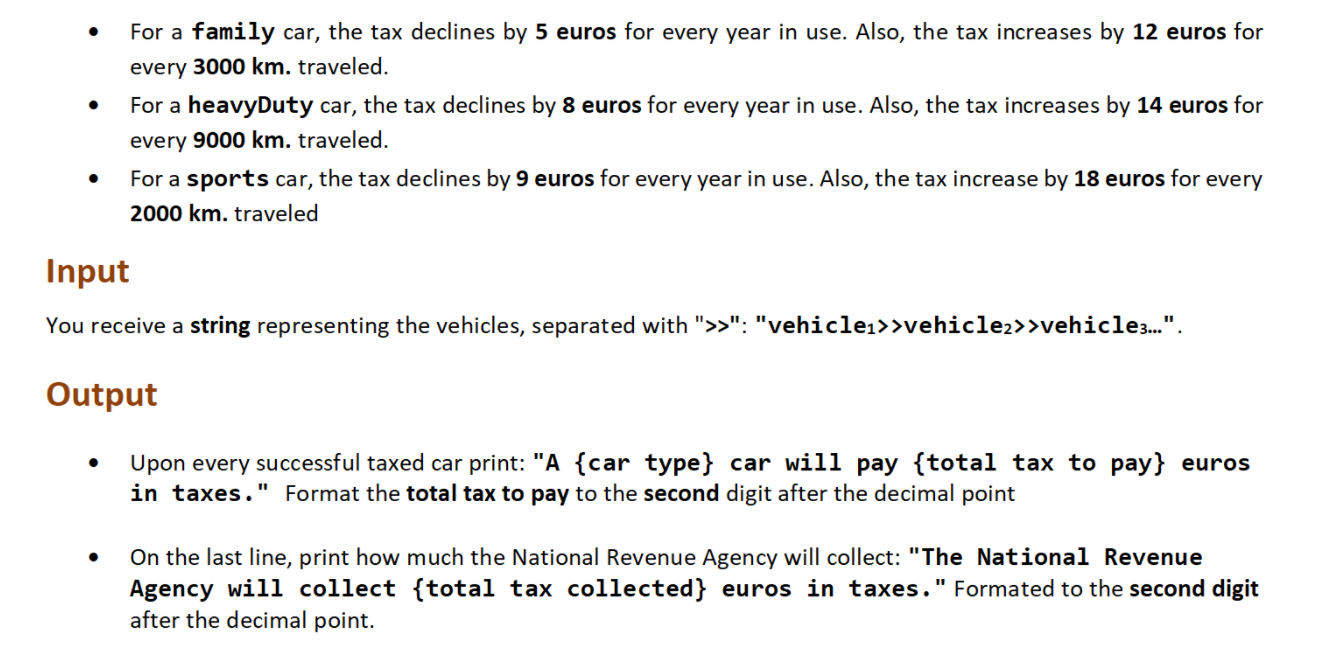 • For a family car, the tax declines by 5 euros for every year in use. Also, the tax increases by 12 euros for
every 3000 km. traveled.
• For a heavyDuty car, the tax declines by 8 euros for every year in use. Also, the tax increases by 14 euros for
every 9000 km. traveled.
• For a sports car, the tax declines by 9 euros for every year in use. Also, the tax increase by 18 euros for every
2000 km. traveled
Input
You receive a string representing the vehicles, separated with ">>": "vehicle₁>>vehicle₂>>vehicle₃…".
Output
• Upon every successful taxed car print: "A {car type} car will pay {total tax to pay} euros
in taxes." Format the total tax to pay to the second digit after the decimal point
• On the last line, print how much the National Revenue Agency will collect: "The National Revenue
Agency will collect {total tax collected} euros in taxes." Formated to the second digit
after the decimal point.